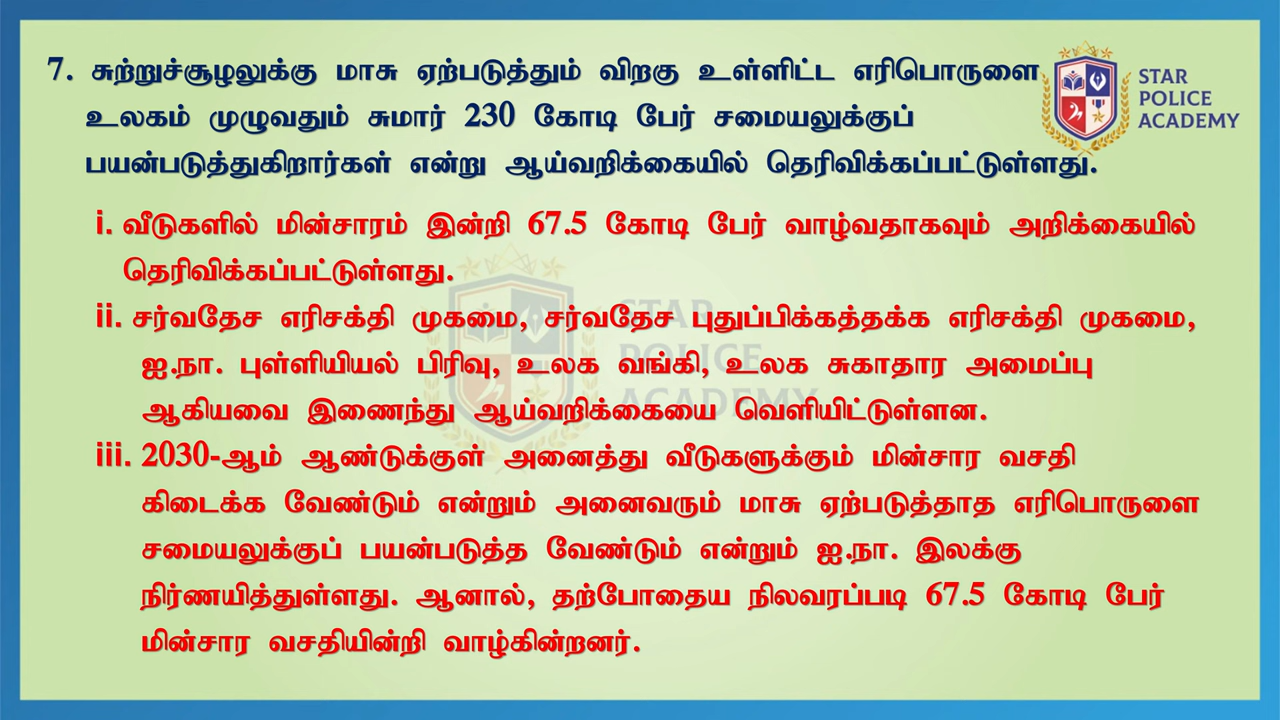 7. சுற்றுச்சூழலுக்கு மாசு ஏற்படுத்தும் விறகு உள்ளிட்ட எரிபொருளை
உலகம் முழுவதும் சுமார் 230 கோடி பேர் சமையலுக்குப்
பயன்படுத்துகிறார்கள் என்று ஆய்வறிக்கையில் தெரிவிக்கப்பட்டுள்ளது.
STAR
POLICE
ACADEMY
i. வீடுகளில் மின்சாரம் இன்றி 67.5 கோடி பேர் வாழ்வதாகவும் அறிக்கையில்
தெரிவிக்கப்பட்டுள்ளது.
ii. சர்வதேச எரிசக்தி முகமை, சர்வதேச புதுப்பிக்கத்தக்க எரிசக்தி முகமை,
ஐ.நா. புள்ளியியல் பிரிவு, உலக வங்கி, உலக சுகாதார அமைப்பு
ஆகியவை இணைந்து ஆய்வறிக்கையை வெளியிட்டுள்ளன.
iii. 2030-ஆம் ஆண்டுக்குள் அனைத்து வீடுகளுக்கும் மின்சார வசதி
கிடைக்க வேண்டும் என்றும் அனைவரும் மாசு ஏற்படுத்தாத எரிபொருளை
சமையலுக்குப் பயன்படுத்த வேண்டும் என்றும் ஐ.நா. இலக்கு
நிர்ணயித்துள்ளது. ஆனால், தற்போதைய நிலவரப்படி 67.5 கோடி பேர்
மின்சார வசதியின்றி வாழ்கின்றனர்.
STAR
POLICE
ACADEMY